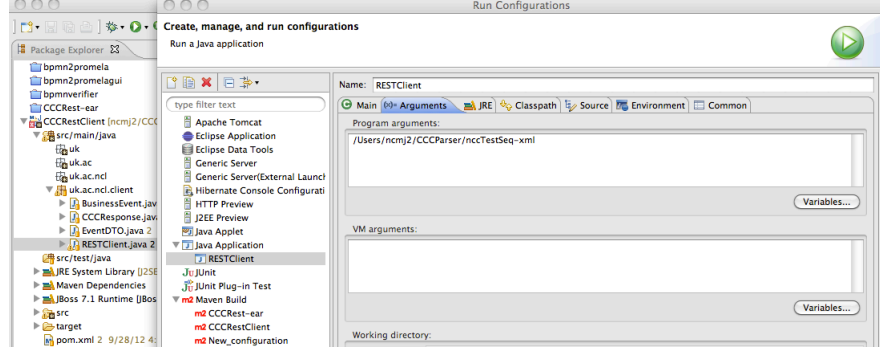 Run Configurations
Package Explorer
bpmn2promela
bpmn2promelagui
bpmnverifier
CCCRest-ear
CCCRestClient [ncmj2/CCC
src/main/java
uk
uk.ac
uk.ac.ncl
uk.ac.ncl.client
BusinessEvent.jav
CCCResponse.java
EventDTO.java 2
RESTClient.java 2
src/test/java
JRE System Library [J2SE
Maven Dependencies
JBoss 7.1 Runtime [JBos
src
target
pom.xml 2 9/28/12 4:
Create, manage, and run configurations
Run a Java application
type filter text
Apache Tomcat
Eclipse Application
Eclipse Data Tools
Generic Server
Generic Server(External Launch
Hibernate Console Configurati
HTTP Preview
J2EE Preview
Java Applet
Java Application
RESTClient
JUnit
JUnit Plug-in Test
Maven Build
CCCRest-ear
CCCRestClient
New_configuration
Name: RESTClient
Main Arguments JRE Classpath Source Environment Common
Program arguments:
/Users/ncmj2/CCCParser/nccTestSeq-xml
Variables...
VM arguments:
Variables...
Working directory: